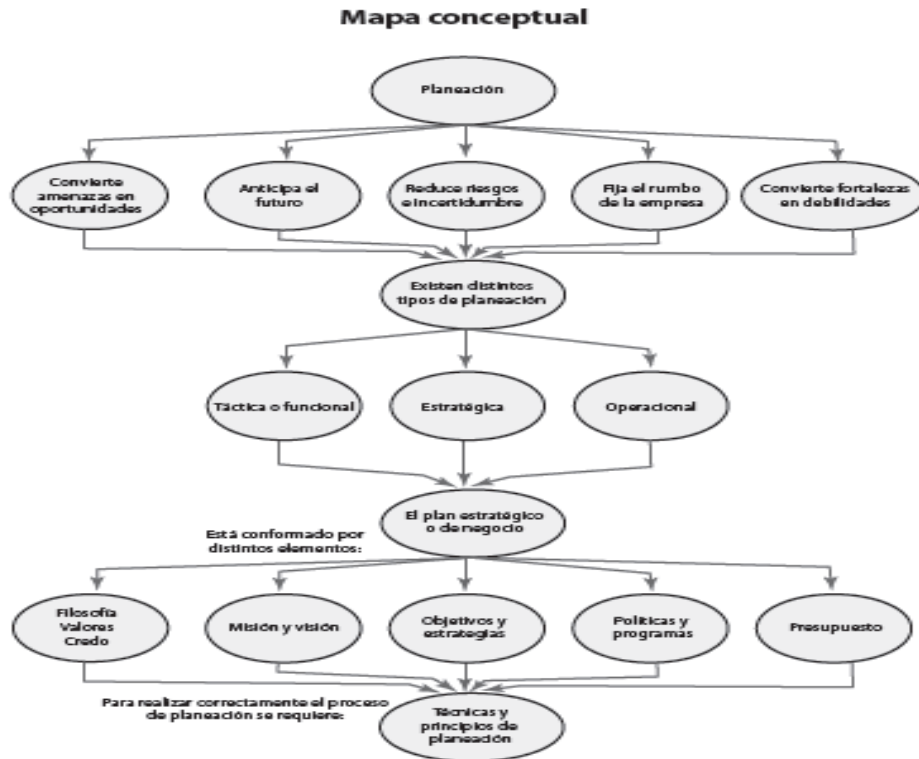 Mapa conceptual
Planeación
Convierte
amenazas en
oportunidades
Anticipa el
futuro
Reduce riesgos
e incertidumbre
Fija el rumbo
de la empresa
Convierte fortalezas
en debilidades
Existen distintos
tipos de planeación
Táctica o funcional
Estratégica
Operacional
El plan estratégico
o de negocio
Está conformado por
distintos elementos:
Filosofía
Valores
Credo
Misión y visión
Objetivos y
estrategias
Políticas y
programas
Presupuesto
Para realizar correctamente el proceso
de planeación se requiere:
Técnicas y
principios de
planeación